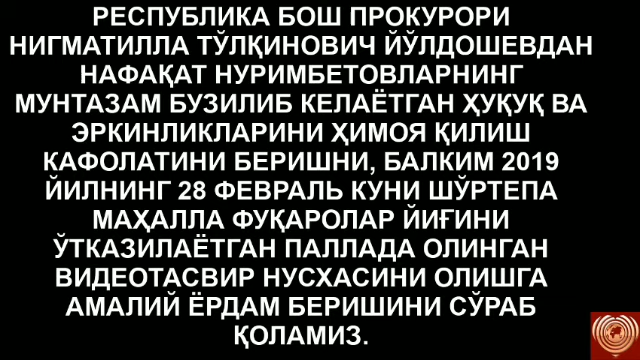 РЕСПУБЛИКА БОШ ПРОКУРОРИ
НИГМАТИЛЛА ТЎЛҚИНОВИЧ ЙЎЛДОШЕВДАН
НАФАҚАТ НУРИМБЕТОВЛАРНИНГ
МУНТАЗАМ БУЗИЛИБ КЕЛАЁТГАН ҲУҚУҚ ВА
ЭРКИНЛИКЛАРИНИ ҲИМОЯ ҚИЛИШ
КАФОЛАТИНИ БЕРИШНИ, БАЛКИМ 2019
ЙИЛНИНГ 28 ФЕВРАЛЬ КУНИ ШЎРТЕПА
МАҲАЛЛА ФУҚАРОЛАР ЙИҒИНИ
ЎТКАЗИЛАЁТГАН ПАЛЛАДА ОЛИНГАН
ВИДЕОТАСВИР НУСХАСИНИ ОЛИШГА
АМАЛИЙ ЁРДАМ БЕРИШИНИ СЎРАБ
ҚОЛАМИЗ.